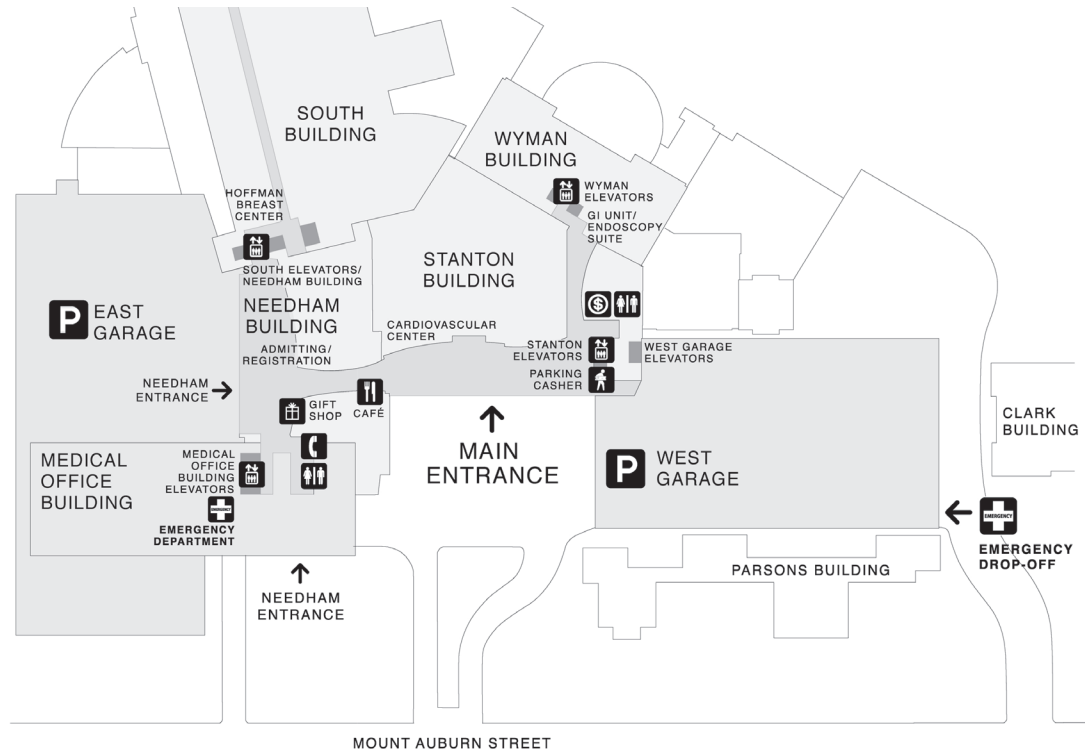 SOUTH
BUILDING
WYMAN
BUILDING
HOFFMAN
BREAST
CENTER
WYMAN
ELEVATORS
GI UNIT/
ENDOSCOPY
SUITE
SOUTH ELEVATORS/
NEEDHAM BUILDING
STANTON
BUILDING
P
EAST
GARAGE
NEEDHAM
BUILDING
$
CARDIOVASCULAR
CENTER
ADMITTING/
REGISTRATION
STANTON
ELEVATORS
WEST GARAGE
ELEVATORS
PARKING
CASHER
NEEDHAM
ENTRANCE
GIFT
SHOP
CAFÉ
MAIN
ENTRANCE
CLARK
BUILDING
MEDICAL
OFFICE
BUILDING
MEDICAL
OFFICE
BUILDING
ELEVATORS
P
WEST
GARAGE
EMERGENCY
EMERGENCY
DEPARTMENT
EMERGENCY
EMERGENCY
DROP-OFF
PARSONS BUILDING
NEEDHAM
ENTRANCE
MOUNT AUBURN STREET